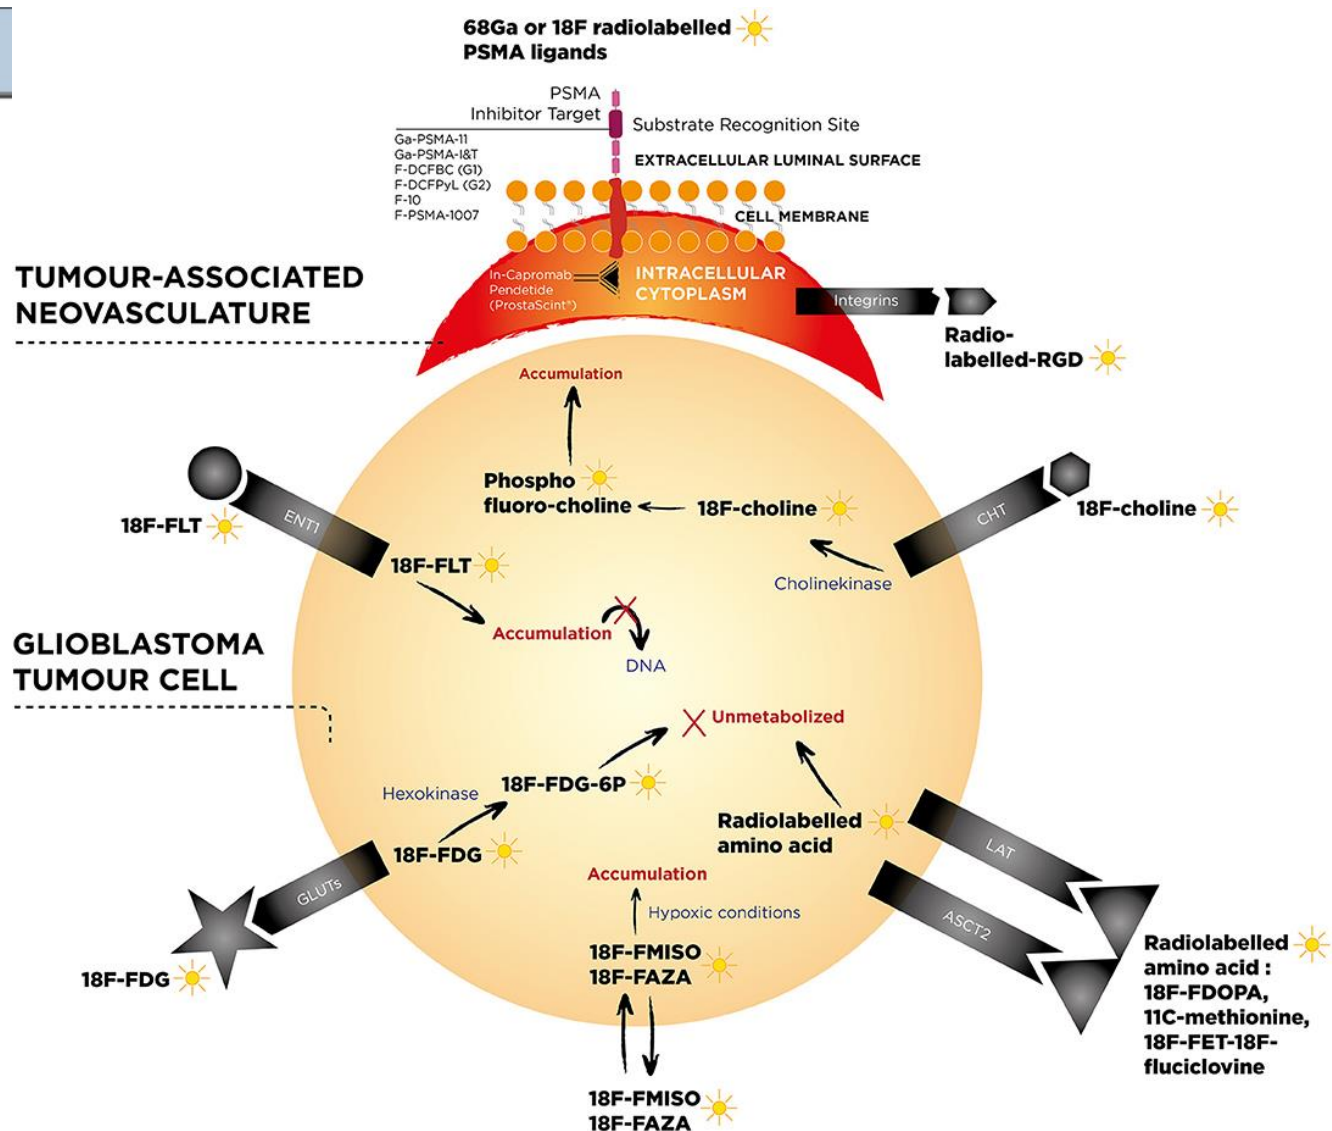 68Ga or 18F radiolabelled
PSMA ligands
PSMA
Inhibitor Target
Substrate Recognition Site
Ga-PSMA-11
Ga-PSMA-I&T
F-DCFBC (G1)
F-DCFPyL (G2)
F-10
F-PSMA-1007
EXTRACELLULAR LUMINAL SURFACE
CELL MEMBRANE
TUMOUR-ASSOCIATED
NEOVASCULATURE
In-Capromab
Pendetide
(ProstaScint®)
INTRACELLULAR
CYTOPLASM
Integrins
Radio-
labelled-RGD
Accumulation
Phospho
fluoro-choline
18F-choline
CHT
18F-choline
Cholinekinase
18F-FLT
ENT1
18F-FLT
Accumulation
DNA
GLIOBLASTOMA
TUMOUR CELL
Unmetabolized
Hexokinase
18F-FDG-6P
18F-FDG
GLUTs
18F-FDG
Radiolabelled
amino acid
LAT
ASCT2
Radiolabelled
amino acid :
18F-FDOPA,
11C-methionine,
18F-FET-18F-
fluciclovine
Accumulation
Hypoxic conditions
18F-FMISO
18F-FAZA
18F-FMISO
18F-FAZA